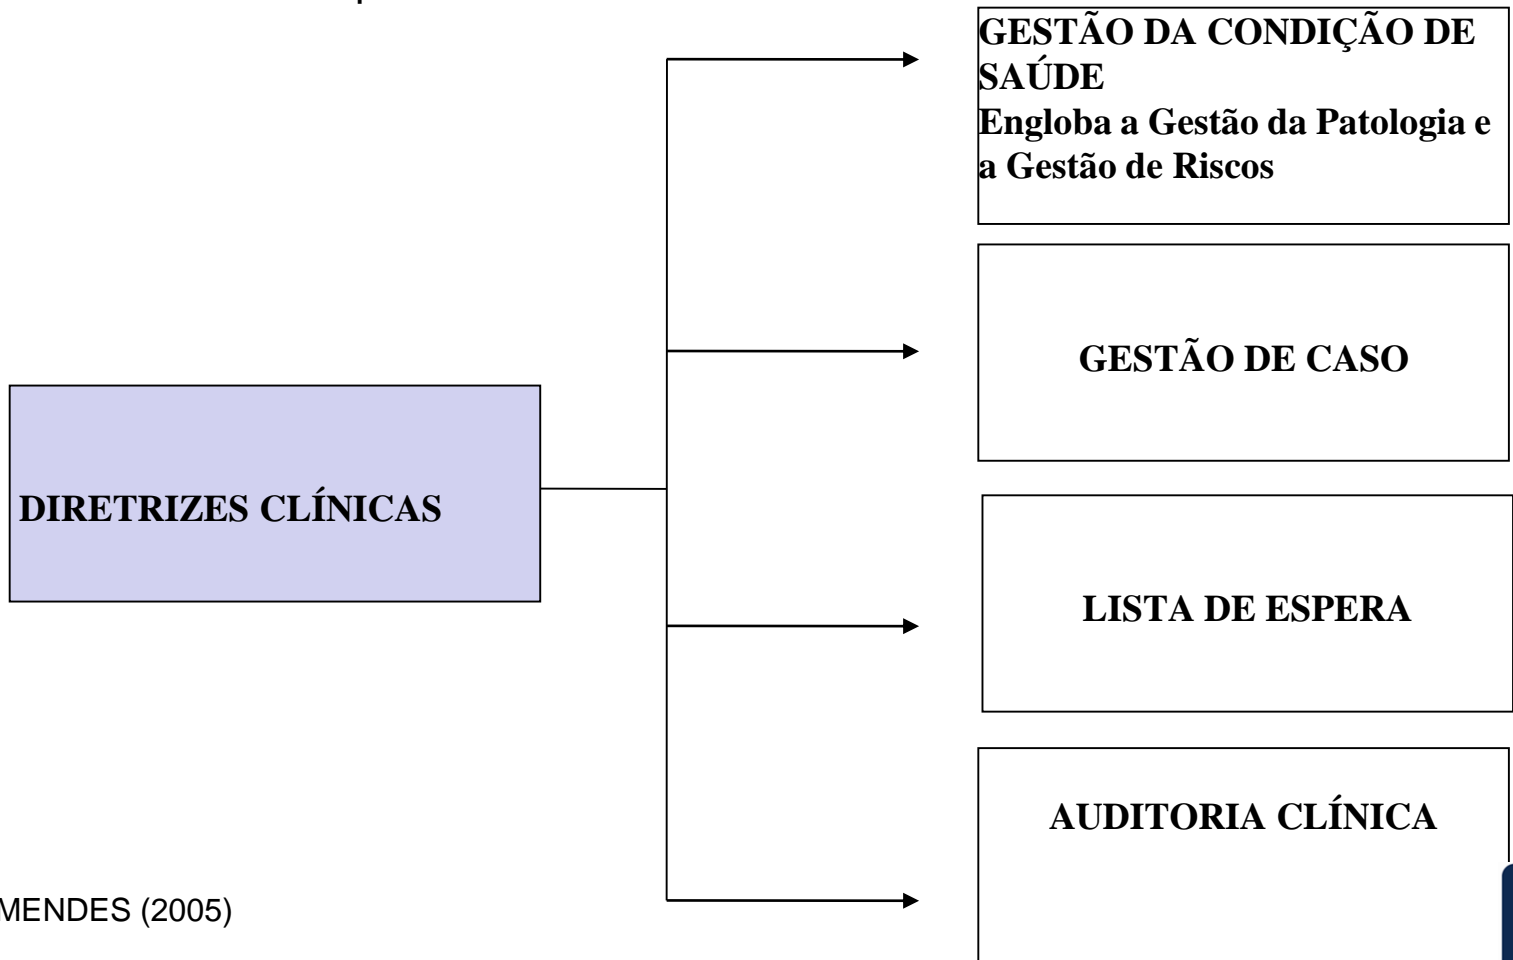 GESTÃO DA CONDIÇÃO DE
SAÚDE
Engloba a Gestão da Patologia e
a Gestão de Riscos
GESTÃO DE CASO
DIRETRIZES CLÍNICAS
LISTA DE ESPERA
AUDITORIA CLÍNICA
MENDES (2005)